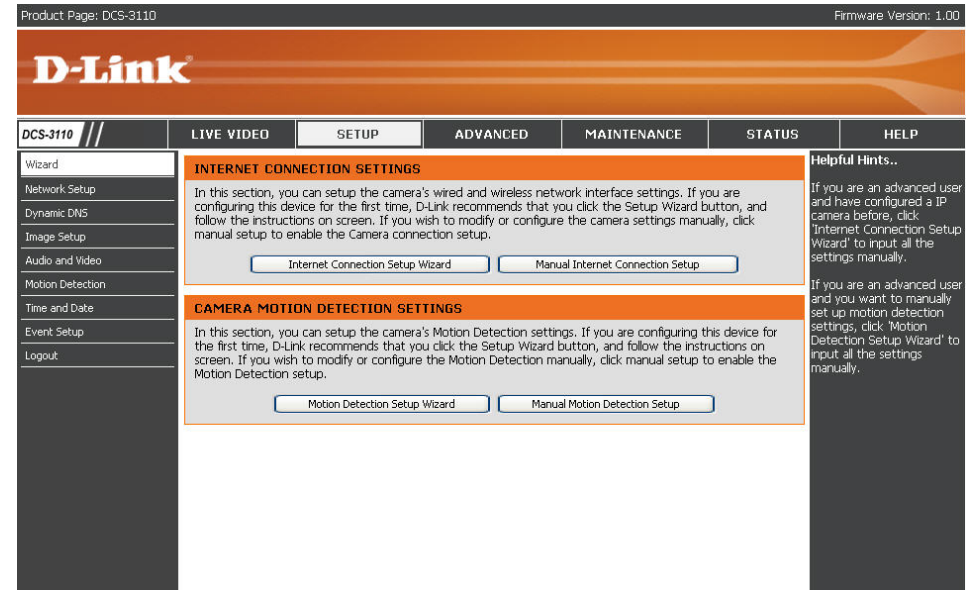 Product Page: DCS-3110
Firmware Version: 1.00
D-Link
DCS-3110
LIVE VIDEO
SETUP
ADVANCED
MAINTENANCE
STATUS
HELP
Wizard
Network Setup
Dynamic DNS
Image Setup
Audio and Video
Motion Detection
Time and Date
Event Setup
Logout
INTERNET CONNECTION SETTINGS
In this section, you can setup the camera's wired and wireless network interface settings. If you are
configuring this device for the first time, D-Link recommends that you click the Setup Wizard button, and
follow the instructions on screen. If you wish to modify or configure the camera settings manually, click
manual setup to enable the Camera connection setup.
Internet Connection Setup Wizard
Manual Internet Connection Setup
CAMERA MOTION DETECTION SETTINGS
In this section, you can setup the camera's Motion Detection settings. If you are configuring this device for
the first time, D-Link recommends that you click the Setup Wizard button, and follow the instructions on
screen. If you wish to modify or configure the Motion Detection manually, click manual setup to enable the
Motion Detection setup.
Motion Detection Setup Wizard
Manual Motion Detection Setup
Helpful Hints..
If you are an advanced user
and have configured a IP
camera before, click
'Internet Connection Setup
Wizard' to input all the
settings manually.
If you are an advanced user
and you want to manually
set up motion detection
settings, click 'Motion
Detection Setup Wizard' to
input all the settings
manually.